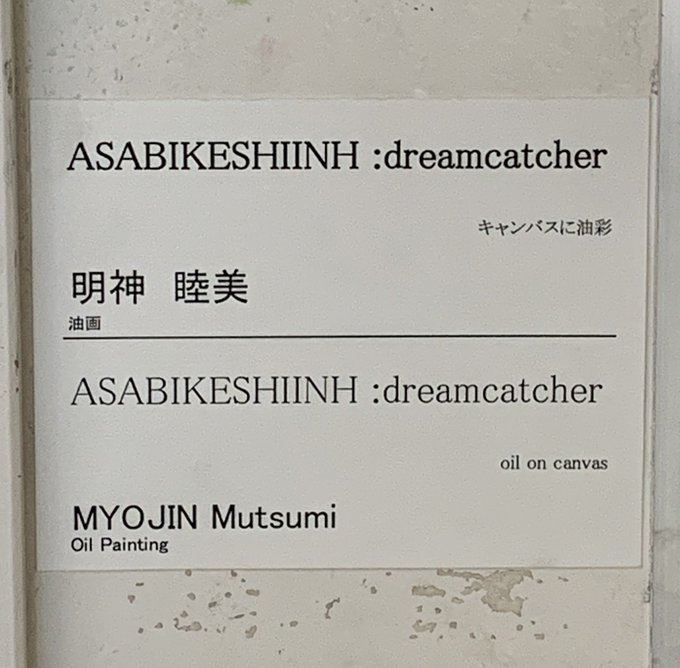 ASABIKESHIINH :dreamcatcher
キャンバスに油彩
明神 睦美
油画
ASABIKESHIINH :dreamcatcher
oil on canvas
MYOJIN Mutsumi
Oil Painting